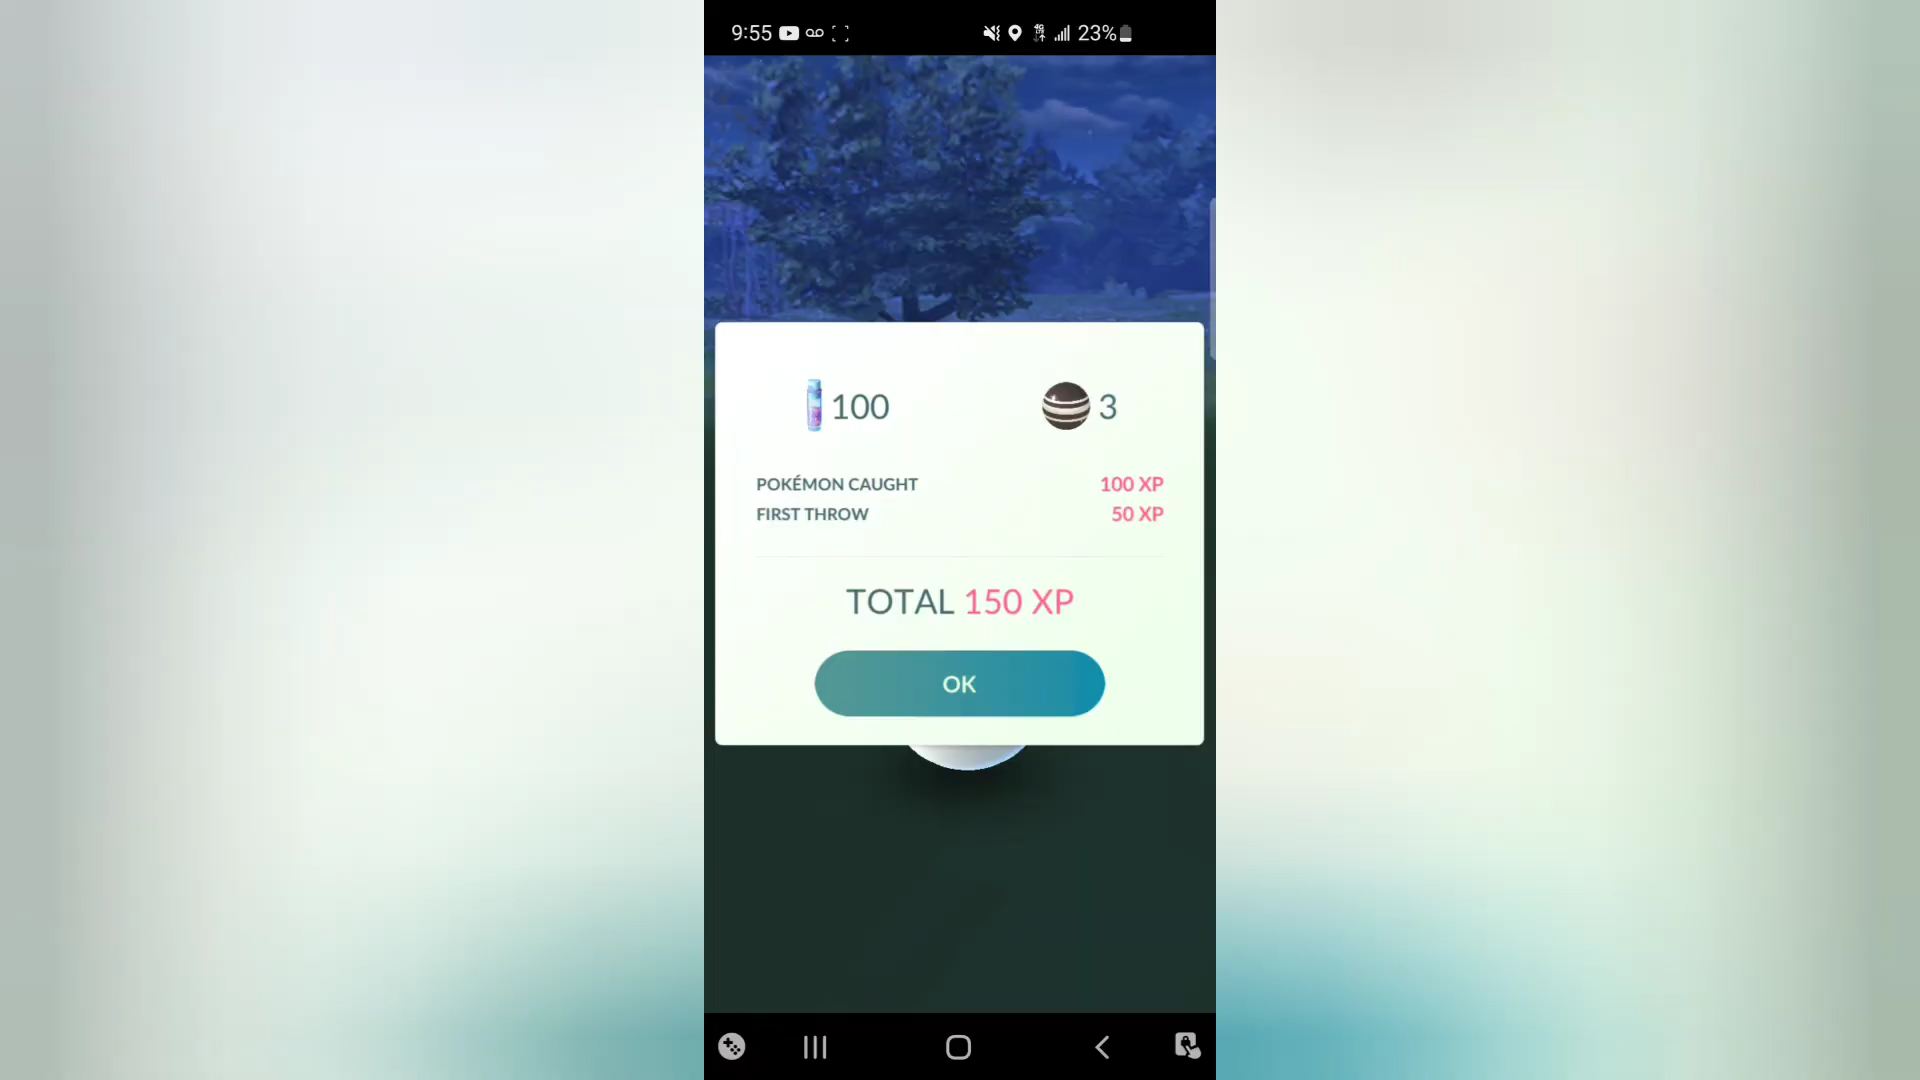 9:55 23%
100 3
POKÉMON CAUGHT 100 XP
FIRST THROW 50 XP
TOTAL 150 XP
OK